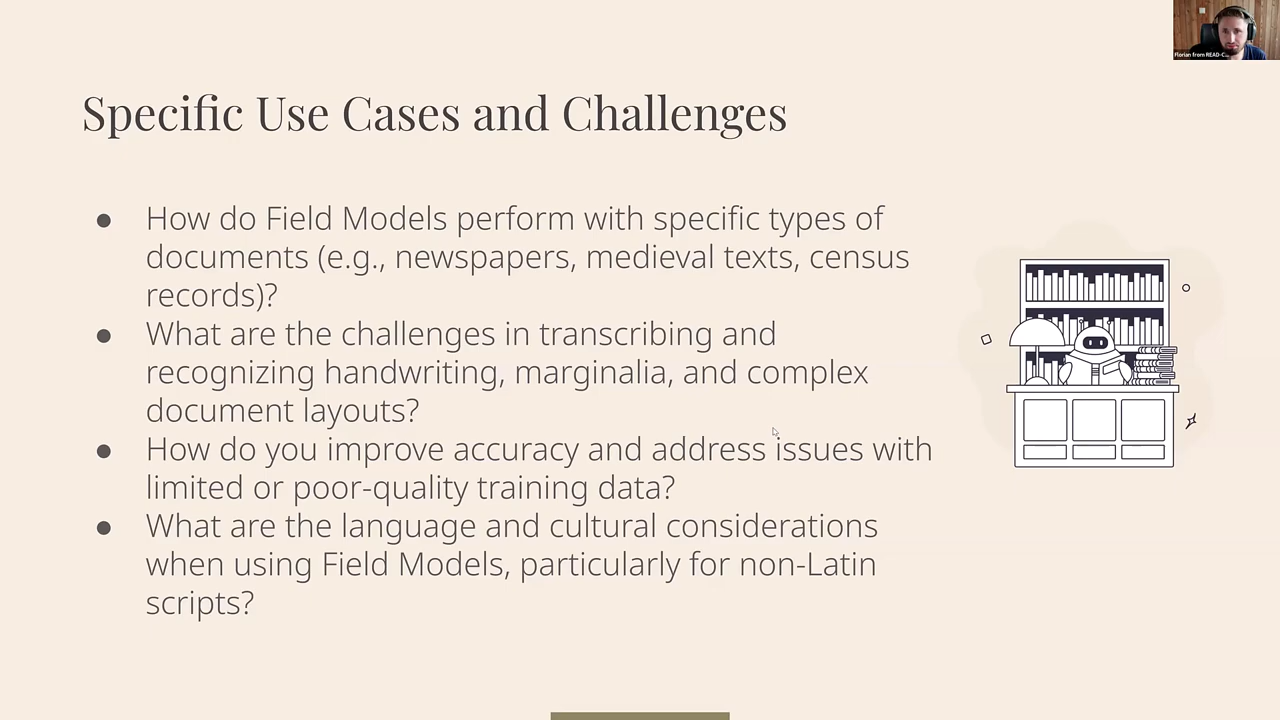 Florian from READ-C...
Specific Use Cases and Challenges
● How do Field Models perform with specific types of
documents (e.g., newspapers, medieval texts, census
records)?
● What are the challenges in transcribing and
recognizing handwriting, marginalia, and complex
document layouts?
● How do you improve accuracy and address issues with
limited or poor-quality training data?
● What are the language and cultural considerations
when using Field Models, particularly for non-Latin
scripts?